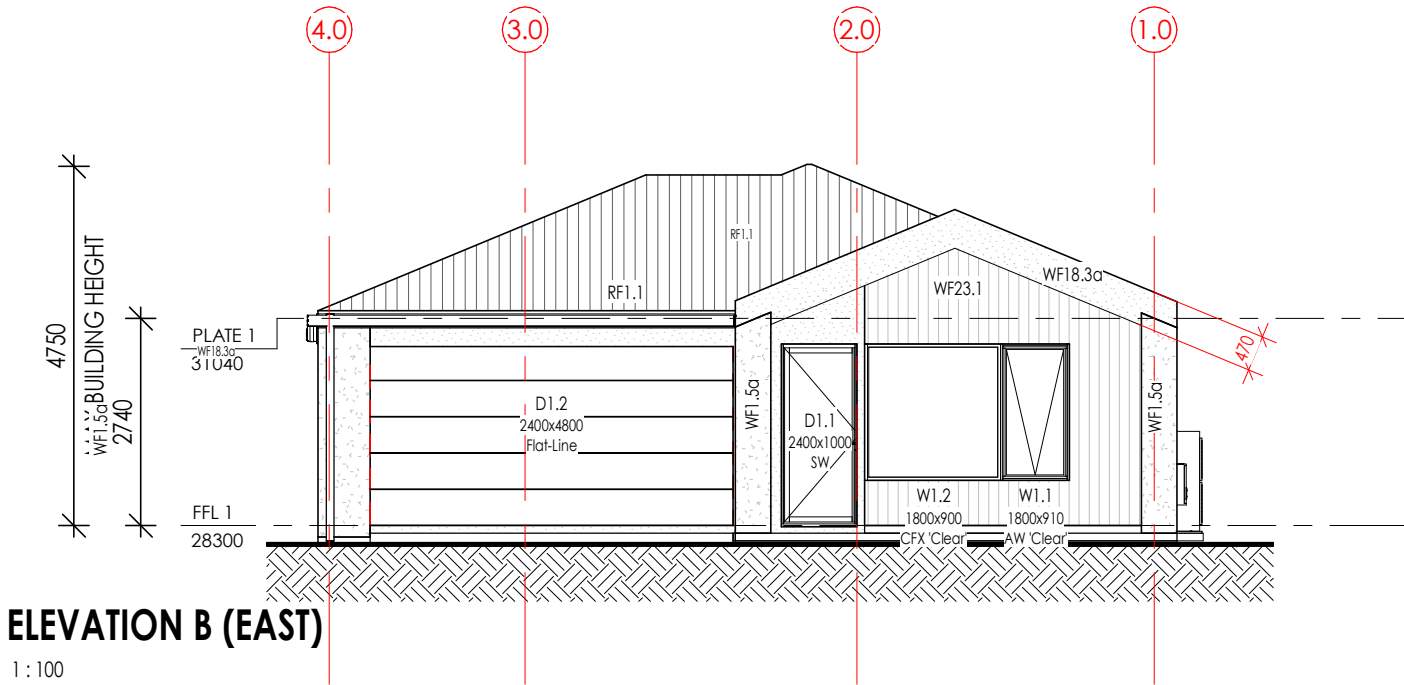 4.0
3.0
2.0
1.0
4750
BUILDING HEIGHT
WF1.5a
2740
PLATE 1
WF18.3a
31040
FFL 1
28300
RF1.1
RF1.1
WF18.3a
WF23.1
470
WF1.5a
WF1.5a
D1.2
2400x4800
Flat-Line
D1.1
2400x1000
SW
W1.2
1800x900
CFX 'Clear'
W1.1
1800x910
AW 'Clear'
ELEVATION B (EAST)
1 : 100